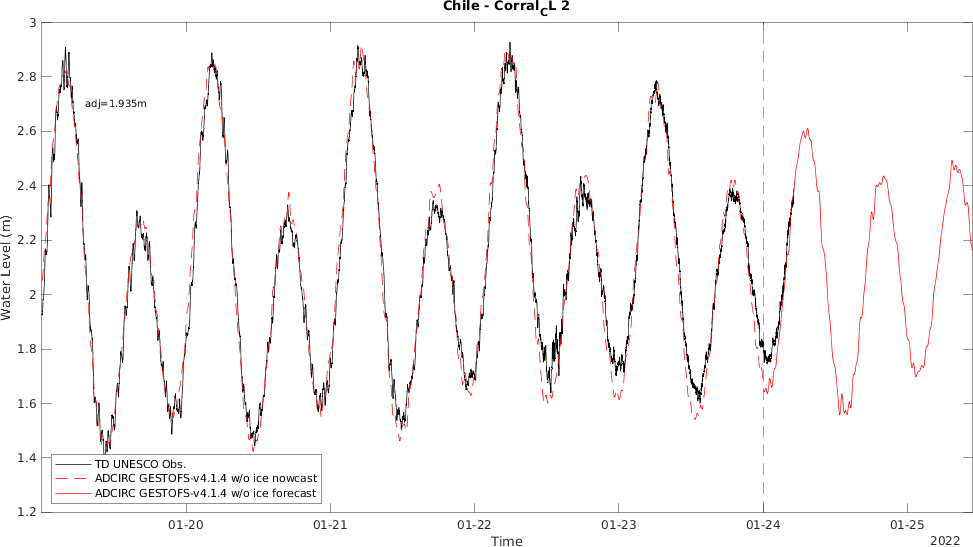 Chile - Corral_CL 2
3
2.8
2.6
2.4
2.2
2
1.8
1.6
1.4
1.2
Water Level (m)
adj=1.935m
TD UNESCO Obs.
ADCIRC GESTOFS-v4.1.4 w/o ice nowcast
ADCIRC GESTOFS-v4.1.4 w/o ice forecast
01-20
01-21
01-22
01-23
01-24
01-25
Time
2022